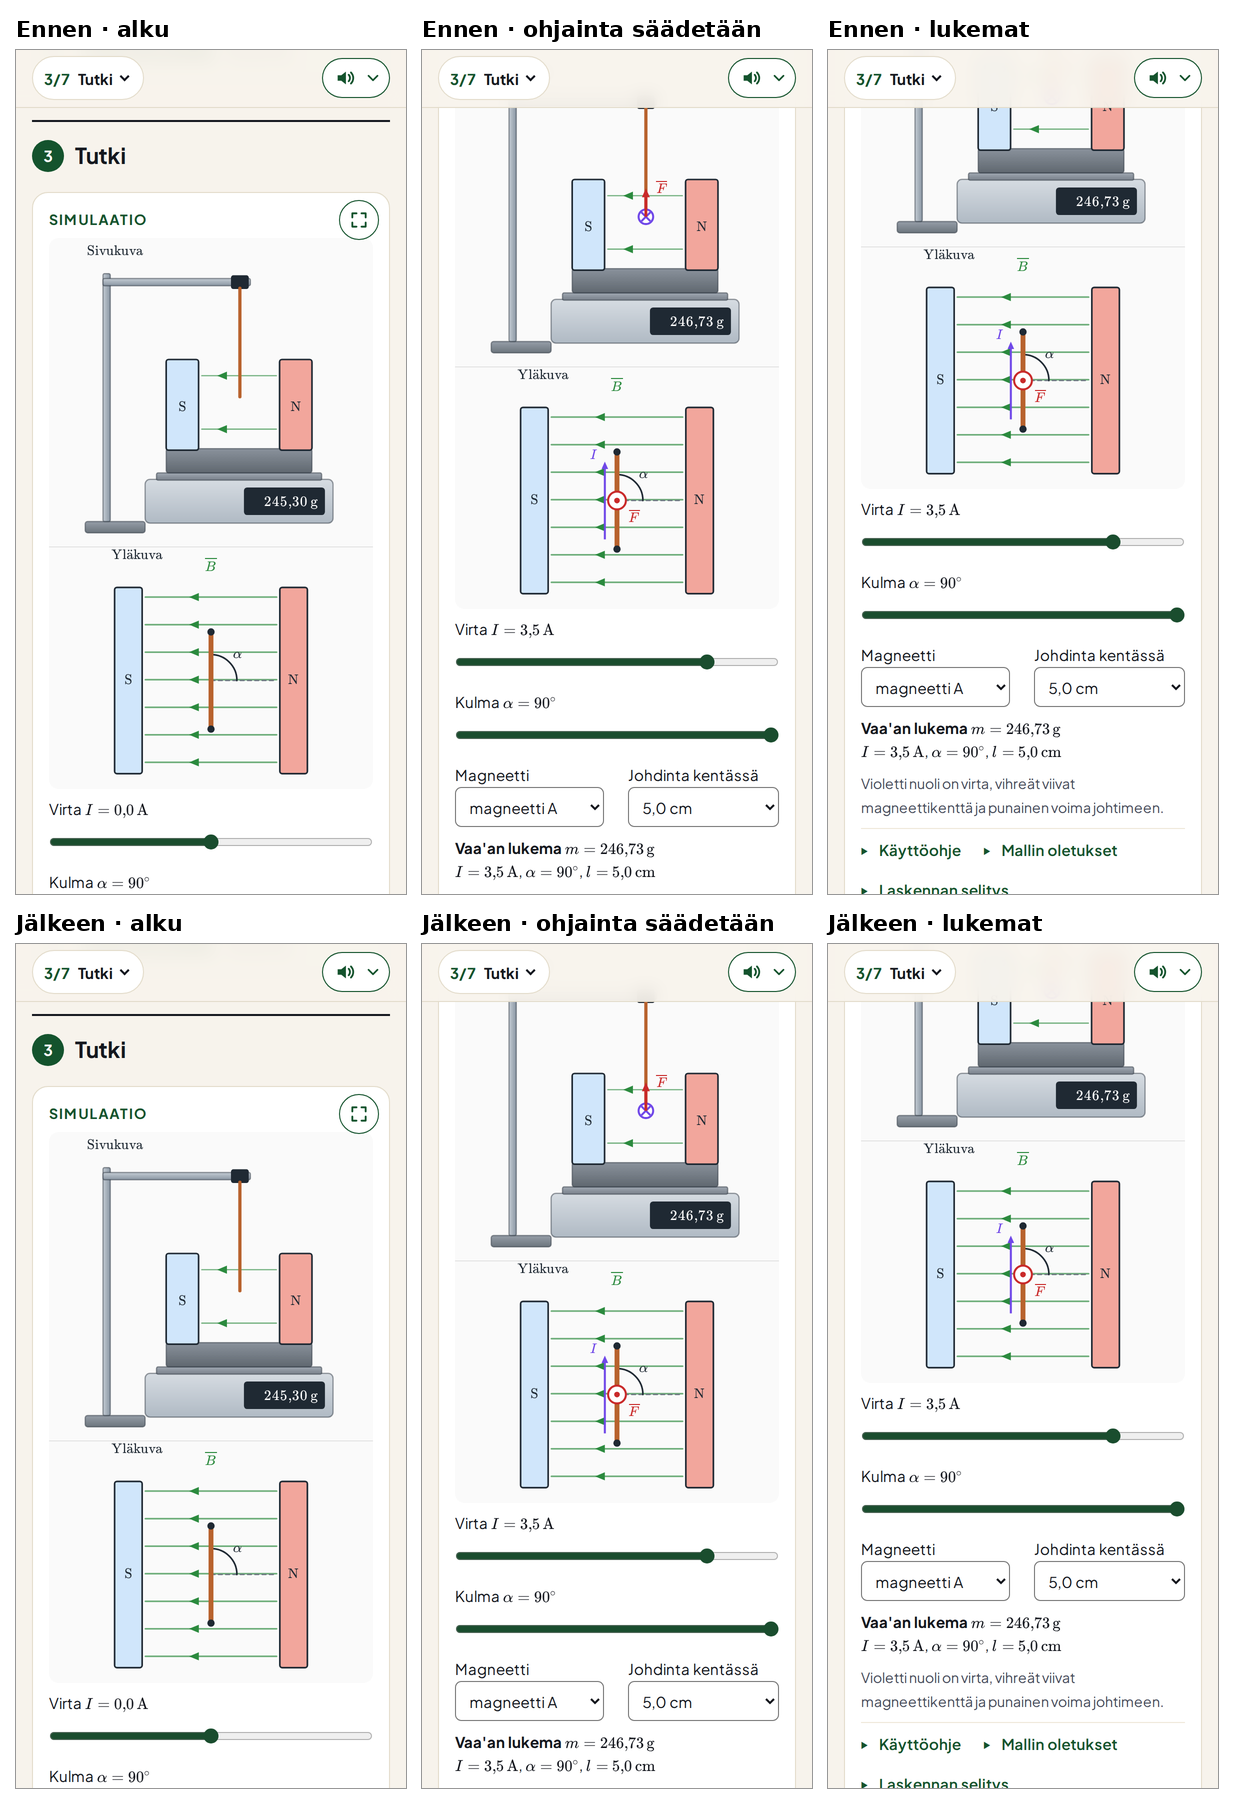 Ennen · alku
3/7 Tutki
3 Tutki
SIMULAATIO
Sivukuva
S
N
245,30 g
Yläkuva
B
α
S
N
Virta I = 0,0 A
Kulma α = 90°
Ennen · ohjainta säädetään
3/7 Tutki
F
S
N
246,73 g
Yläkuva
B
I
α
S
N
F
Virta I = 3,5 A
Kulma α = 90°
Magneetti Johdinta kentässä
magneetti A 5,0 cm
Vaa'an lukema m = 246,73 g
I = 3,5 A, α = 90°, l = 5,0 cm
Ennen · lukemat
3/7 Tutki
S
N
246,73 g
Yläkuva
B
I
α
S
N
F
Virta I = 3,5 A
Kulma α = 90°
Magneetti Johdinta kentässä
magneetti A 5,0 cm
Vaa'an lukema m = 246,73 g
I = 3,5 A, α = 90°, l = 5,0 cm
Violetti nuoli on virta, vihreät viivat
magneettikenttä ja punainen voima johtimeen.
Käyttöohje Mallin oletukset
Laskennan selitys
Jälkeen · alku
3/7 Tutki
3 Tutki
SIMULAATIO
Sivukuva
S
N
245,30 g
Yläkuva
B
α
S
N
Virta I = 0,0 A
Kulma α = 90°
Jälkeen · ohjainta säädetään
3/7 Tutki
F
S
N
246,73 g
Yläkuva
B
I
α
S
N
F
Virta I = 3,5 A
Kulma α = 90°
Magneetti Johdinta kentässä
magneetti A 5,0 cm
Vaa'an lukema m = 246,73 g
I = 3,5 A, α = 90°, l = 5,0 cm
Jälkeen · lukemat
3/7 Tutki
S
N
246,73 g
Yläkuva
B
I
α
S
N
F
Virta I = 3,5 A
Kulma α = 90°
Magneetti Johdinta kentässä
magneetti A 5,0 cm
Vaa'an lukema m = 246,73 g
I = 3,5 A, α = 90°, l = 5,0 cm
Violetti nuoli on virta, vihreät viivat
magneettikenttä ja punainen voima johtimeen.
Käyttöohje Mallin oletukset
Laskennan selitys